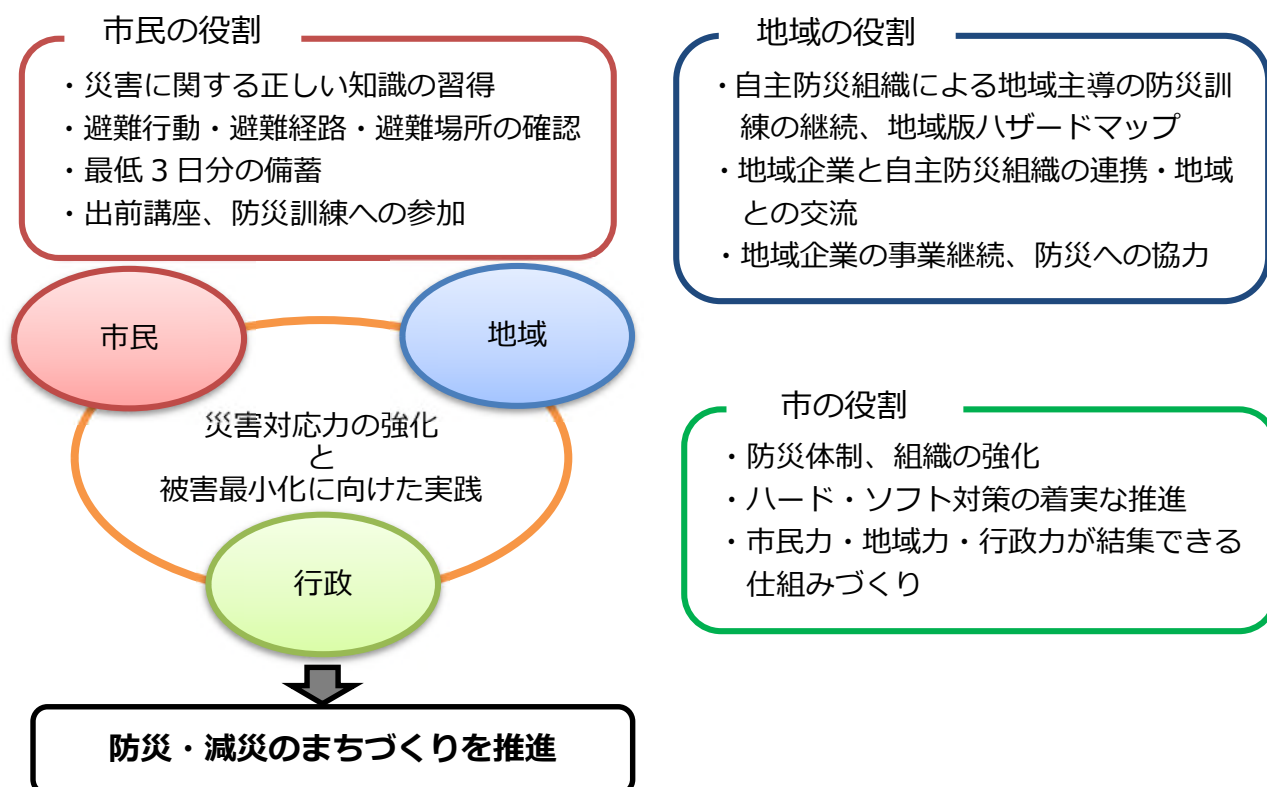 市民の役割
・災害に関する正しい知識の習得
・避難行動・避難経路・避難場所の確認
・最低３日分の備蓄
・出前講座、防災訓練への参加
地域の役割
・自主防災組織による地域主導の防災訓
練の継続、地域版ハザードマップ
・地域企業と自主防災組織の連携・地域
との交流
・地域企業の事業継続、防災への協力
市民
地域
災害対応力の強化
と
被害最小化に向けた実践
行政
市の役割
・防災体制、組織の強化
・ハード・ソフト対策の着実な推進
・市民力・地域力・行政力が結集できる
仕組みづくり
防災・減災のまちづくりを推進